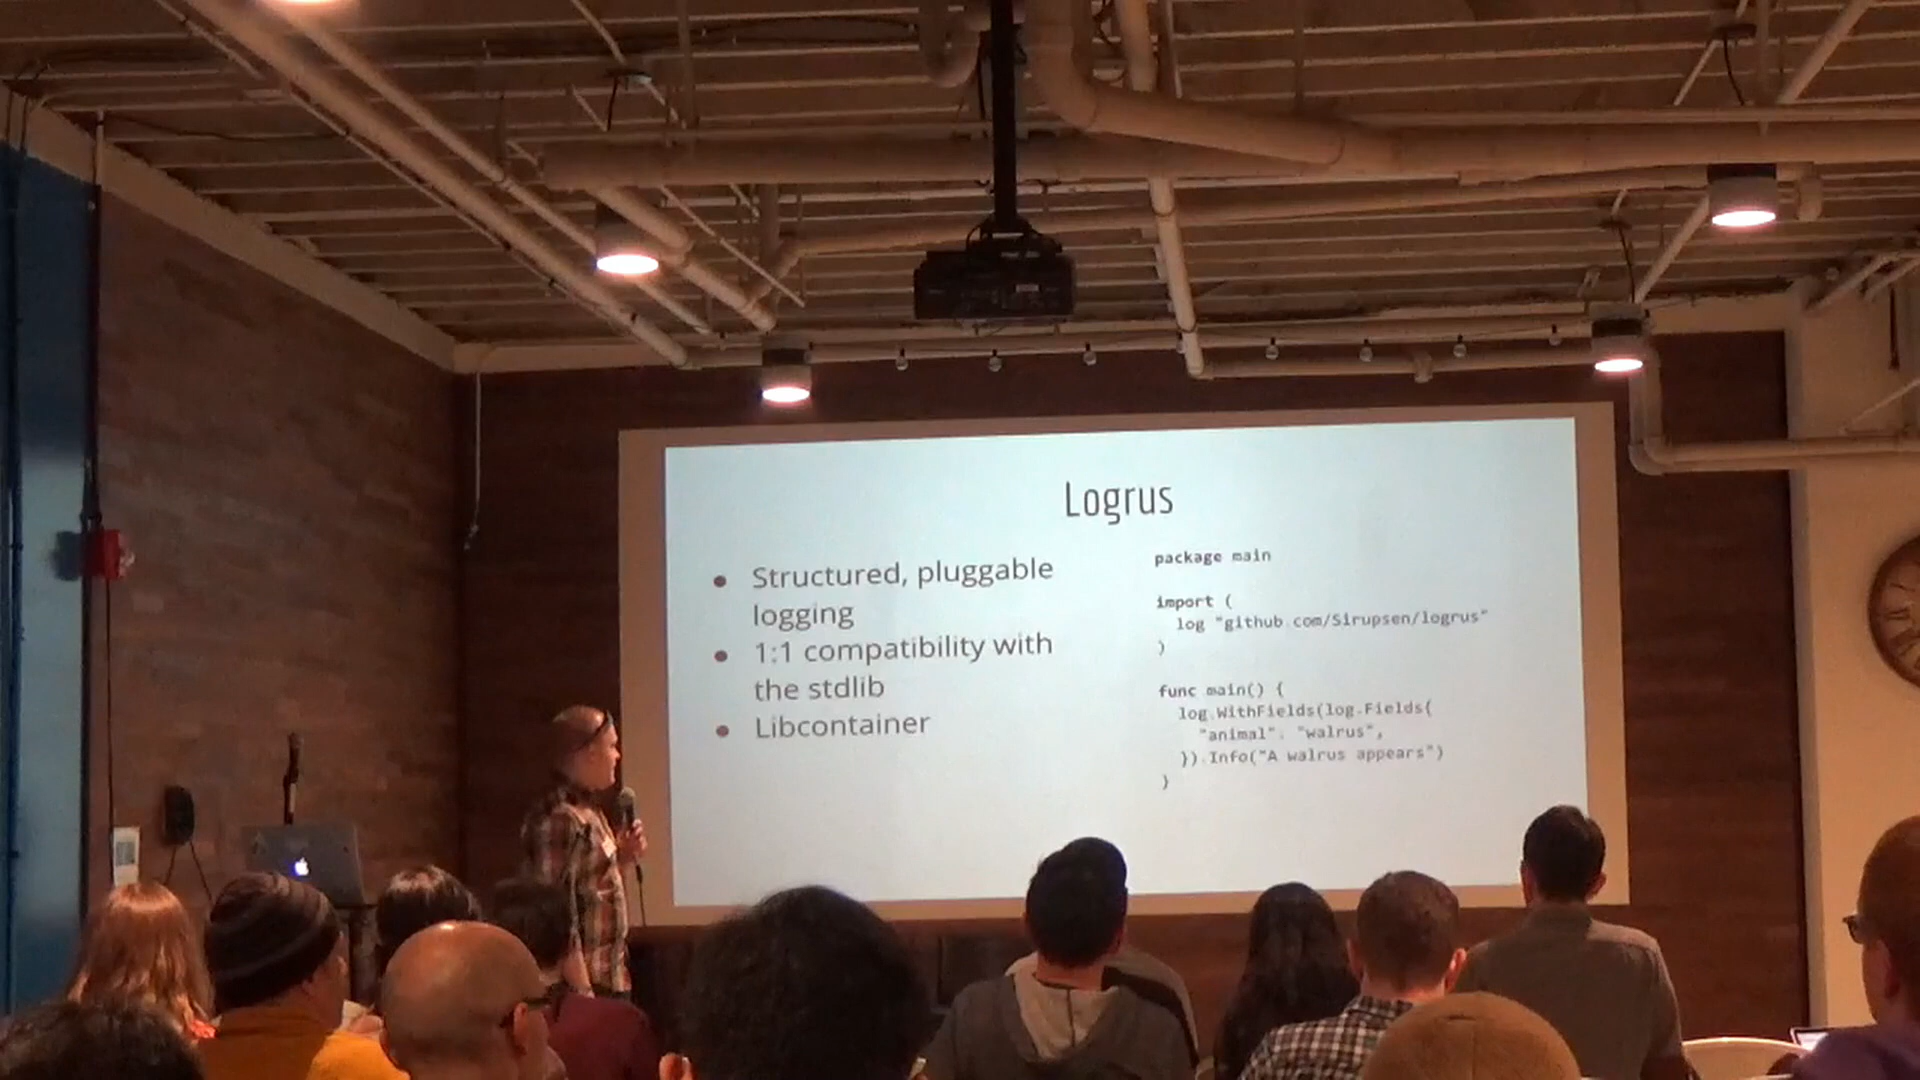 Logrus
Structured, pluggable
logging
1:1 compatibility with
the stdlib
Libcontainer
package main
import (
log "github.com/Sirupsen/logrus"
)
func main() {
log.WithFields(log.Fields{
"animal": "walrus",
}).Info("A walrus appears")
}